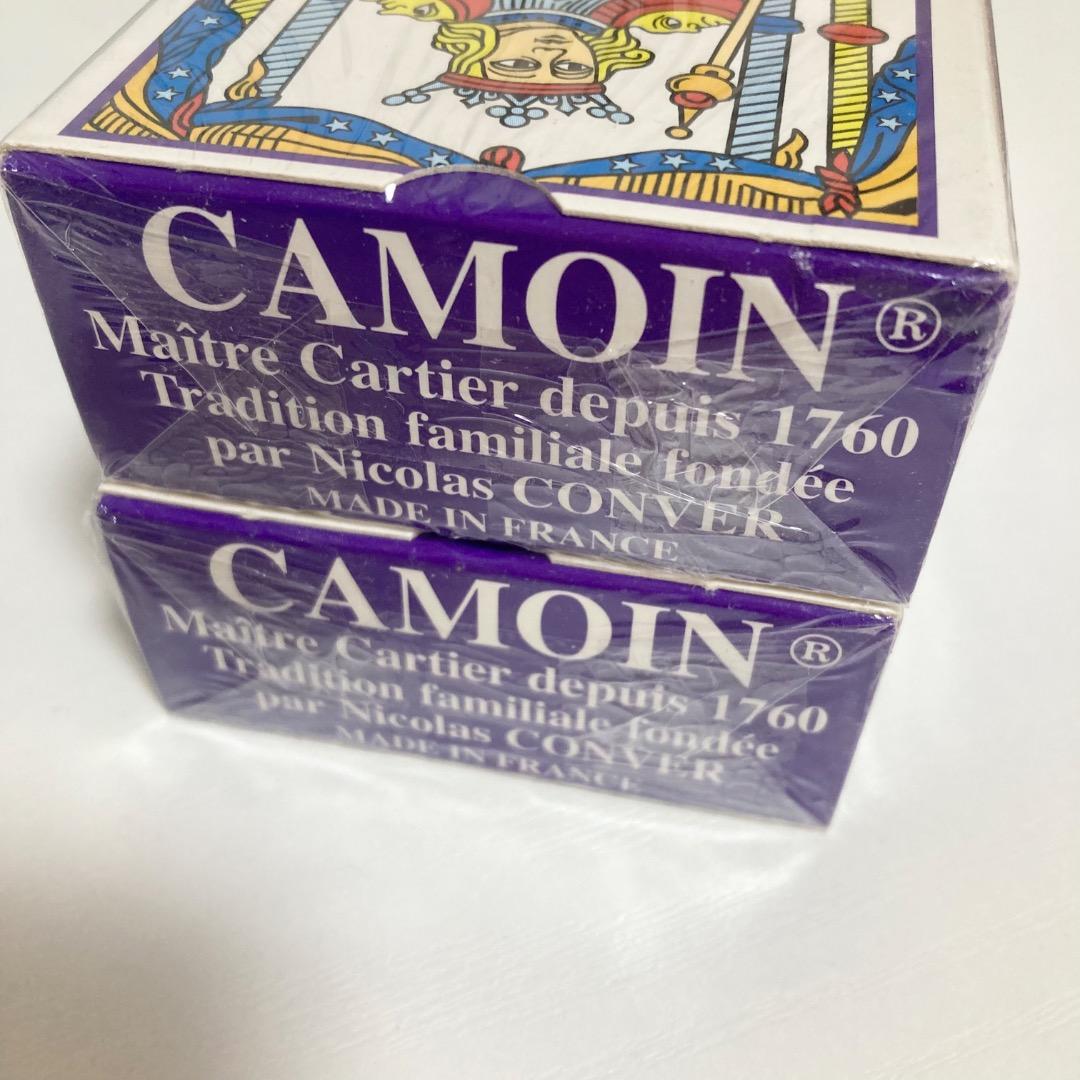 CAMOIN®
Maître Cartier depuis 1760
Tradition familiale fondée
par Nicolas CONVER
MADE IN FRANCE
CAMOIN®
Maître Cartier depuis 1760
Tradition familiale fondée
par Nicolas CONVER
MADE IN FRANCE